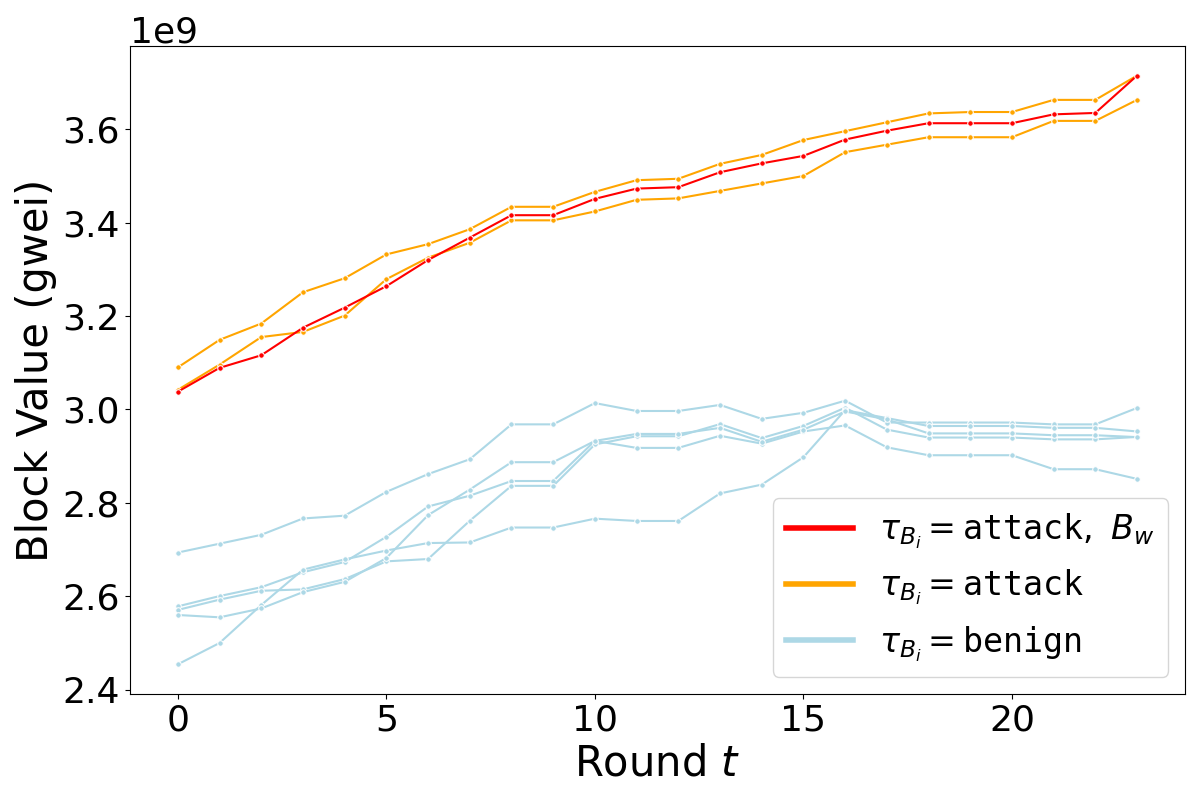 1e9
Block Value (gwei)
3.6
3.4
3.2
3.0
2.8
2.6
2.4
τ_{B_i} = attack, B_w
τ_{B_i} = attack
τ_{B_i} = benign
0 5 10 15 20
Round t